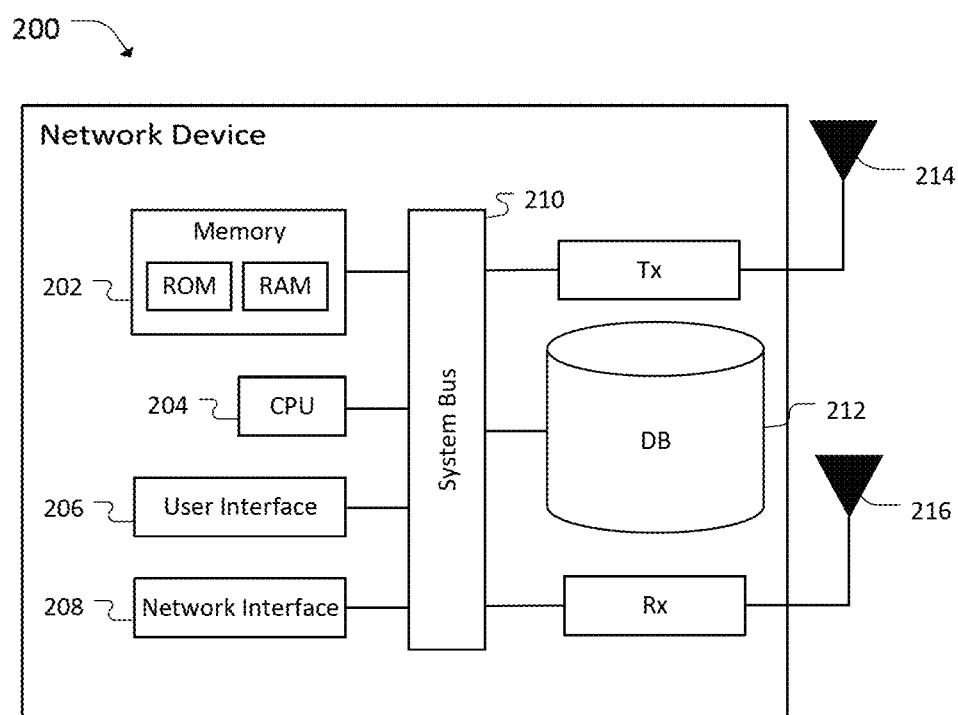 200
Network Device
210
214
Memory
ROM RAM
202
Tx
204
CPU
System Bus
DB
212
206
User Interface
216
208
Network Interface
Rx